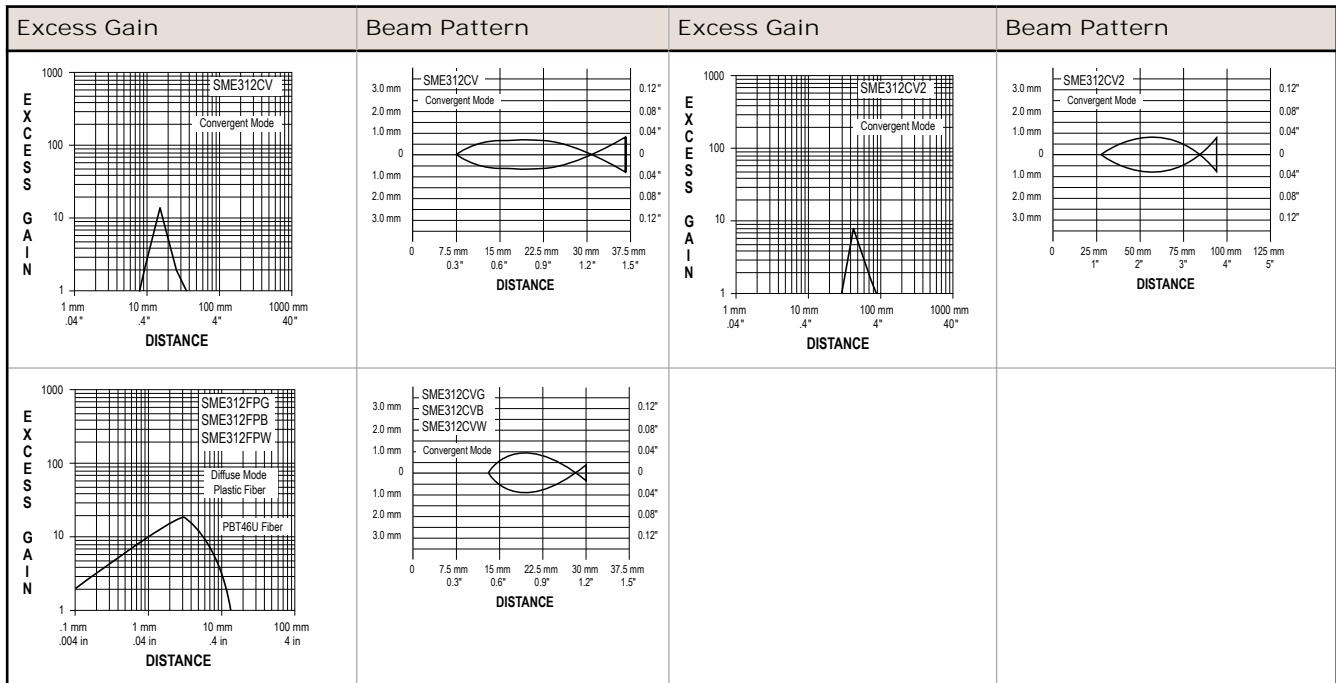 Excess Gain
Beam Pattern
Excess Gain
Beam Pattern
1000
100
10
1
EXCESS GAIN
SME312CV
Convergent Mode
1 mm 10 mm 100 mm 1000 mm
.04" .4" 4" 40"
DISTANCE
SME312CV
Convergent Mode
3.0 mm 0.12"
2.0 mm 0.08"
1.0 mm 0.04"
0 0
1.0 mm 0.04"
2.0 mm 0.08"
3.0 mm 0.12"
0 7.5 mm 15 mm 22.5 mm 30 mm 37.5 mm
0.3" 0.6" 0.9" 1.2" 1.5"
DISTANCE
1000
100
10
1
EXCESS GAIN
SME312CV2
Convergent Mode
1 mm 10 mm 100 mm 1000 mm
.04" .4" 4" 40"
DISTANCE
SME312CV2
Convergent Mode
3.0 mm 0.12"
2.0 mm 0.08"
1.0 mm 0.04"
0 0
1.0 mm 0.04"
2.0 mm 0.08"
3.0 mm 0.12"
0 25 mm 50 mm 75 mm 100 mm 125 mm
1" 2" 3" 4" 5"
DISTANCE
1000
100
10
1
EXCESS GAIN
SME312FPG
SME312FPB
SME312FPW
Diffuse Mode
Plastic Fiber
PBT46U Fiber
.1 mm 1 mm 10 mm 100 mm
.004 in .04 in .4 in 4 in
DISTANCE
SME312CVG
SME312CVB
SME312CVW
Convergent Mode
3.0 mm 0.12"
2.0 mm 0.08"
1.0 mm 0.04"
0 0
1.0 mm 0.04"
2.0 mm 0.08"
3.0 mm 0.12"
0 7.5 mm 15 mm 22.5 mm 30 mm 37.5 mm
0.3" 0.6" 0.9" 1.2" 1.5"
DISTANCE